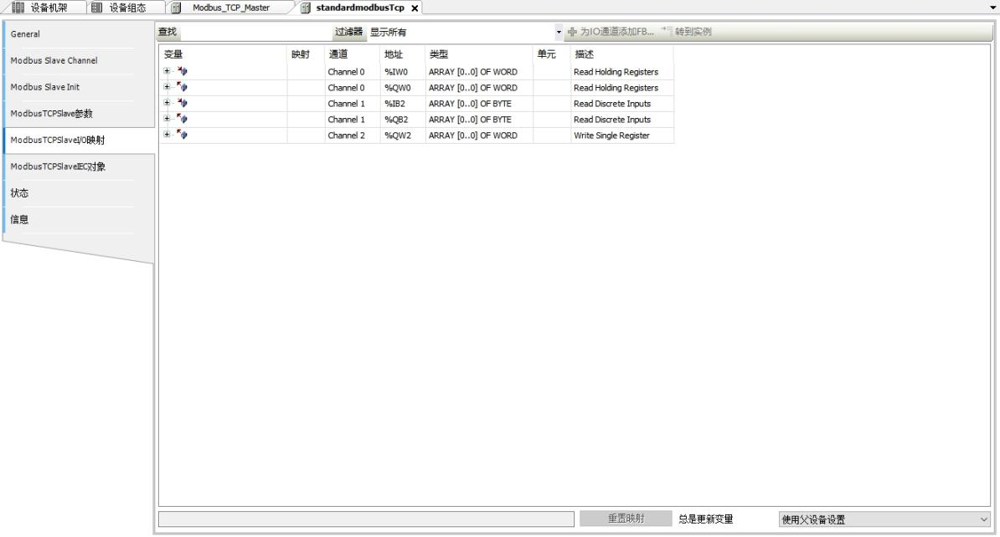 设备机架 设备组态 Modbus_TCP_Master standardmodbusTcp
General
Modbus Slave Channel
Modbus Slave Init
ModbusTCPSlave参数
ModbusTCPSlaveI/O映射
ModbusTCPSlaveIEC对象
状态
信息
查找 过滤器 显示所有 为IO通道添加FB... 转到实例
变量 映射 通道 地址 类型 单元 描述
Channel 0 %IW0 ARRAY [0..0] OF WORD Read Holding Registers
Channel 0 %QW0 ARRAY [0..0] OF WORD Read Holding Registers
Channel 1 %IB2 ARRAY [0..0] OF BYTE Read Discrete Inputs
Channel 1 %QB2 ARRAY [0..0] OF BYTE Read Discrete Inputs
Channel 2 %QW2 ARRAY [0..0] OF WORD Write Single Register
重置映射 总是更新变量 使用父设备设置